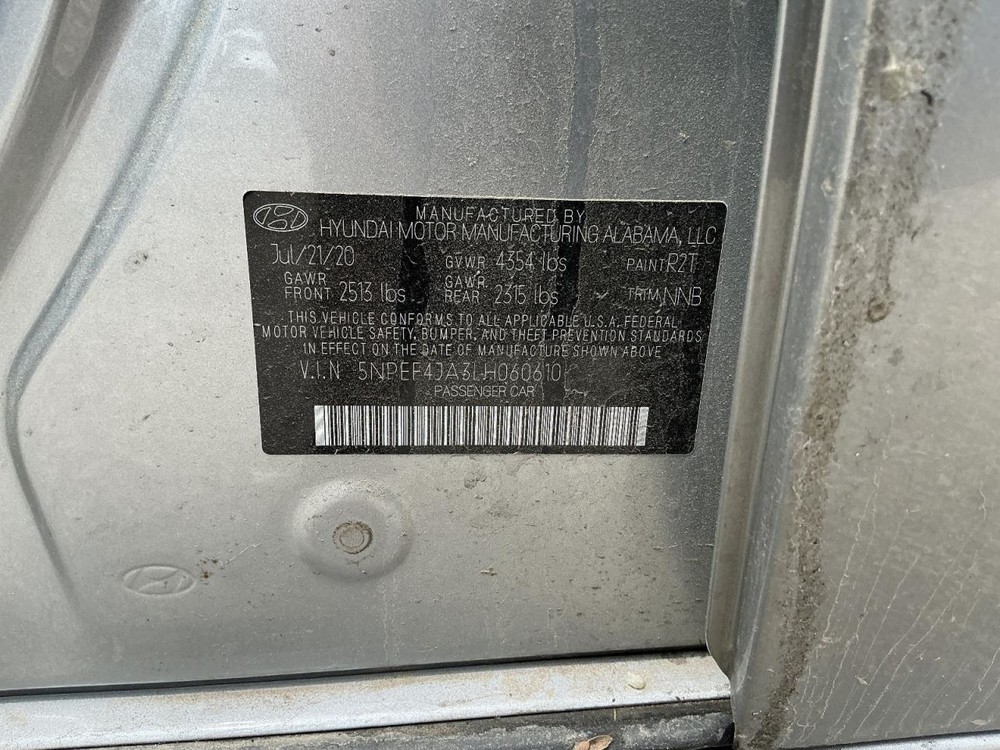 MANUFACTURED BY
HYUNDAI MOTOR MANUFACTURING ALABAMA, LLC
Jul/21/20 GVWR 4354 lbs PAINT R2T
GAWR FRONT 2513 lbs GAWR REAR 2315 lbs TRIM NNB
THIS VEHICLE CONFORMS TO ALL APPLICABLE U.S.A. FEDERAL
MOTOR VEHICLE SAFETY, BUMPER, AND THEFT PREVENTION STANDARDS
IN EFFECT ON THE DATE OF MANUFACTURE SHOWN ABOVE
V.I.N 5NPEF4JA3LH060610
PASSENGER CAR